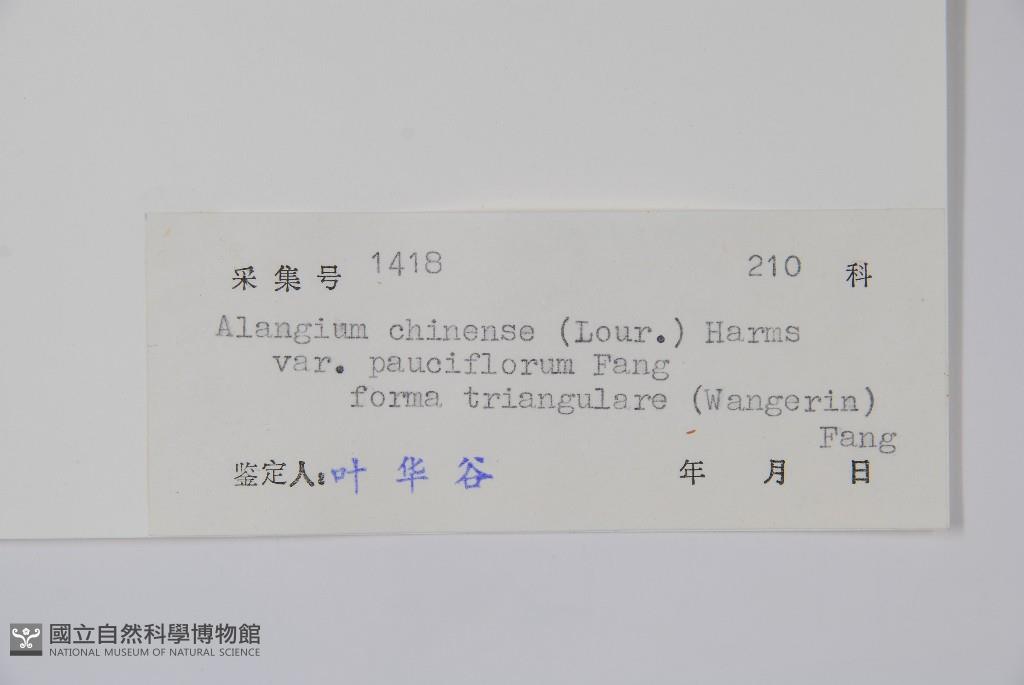 采集号 1418 210 科
Alangium chinense (Lour.) Harms
var. pauciflorum Fang
forma triangulare (Wangerin)
Fang
鉴定人:叶华谷 年 月 日
國立自然科學博物館
NATIONAL MUSEUM OF NATURAL SCIENCE